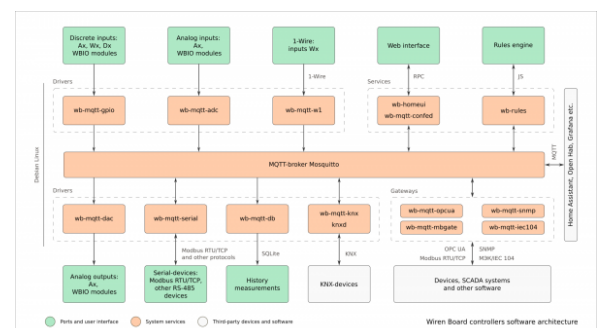 Discrete inputs:
Ax, Wx, Dx
WBIO modules
Analog inputs:
Ax,
WBIO modules
1-Wire:
inputs Wx
Web interface
Rules engine
1-Wire
RPC
JS
Drivers
Services
wb-mqtt-gpio
wb-mqtt-adc
wb-mqtt-w1
wb-homeui
wb-mqtt-confed
wb-rules
Debian Linux
MQTT-broker Mosquitto
MQTT
Home Assistant, Open Hab, Grafana etc.
Drivers
Gateways
wb-mqtt-dac
wb-mqtt-serial
wb-mqtt-db
wb-mqtt-knx
knxd
wb-mqtt-opcua
wb-mqtt-snmp
wb-mqtt-mbgate
wb-mqtt-iec104
Modbus RTU/TCP
and other protocols
SQLite
KNX
OPC UA
Modbus RTU/TCP
SNMP
МЭК/IEC 104
Analog outputs:
Ax,
WBIO modules
Serial-devices:
Modbus RTU/TCP,
other RS-485
devices
History
measurements
KNX-devices
Devices, SCADA systems
and other software
Ports and user interface
System services
Third-party devices and software
Wiren Board controllers software architecture